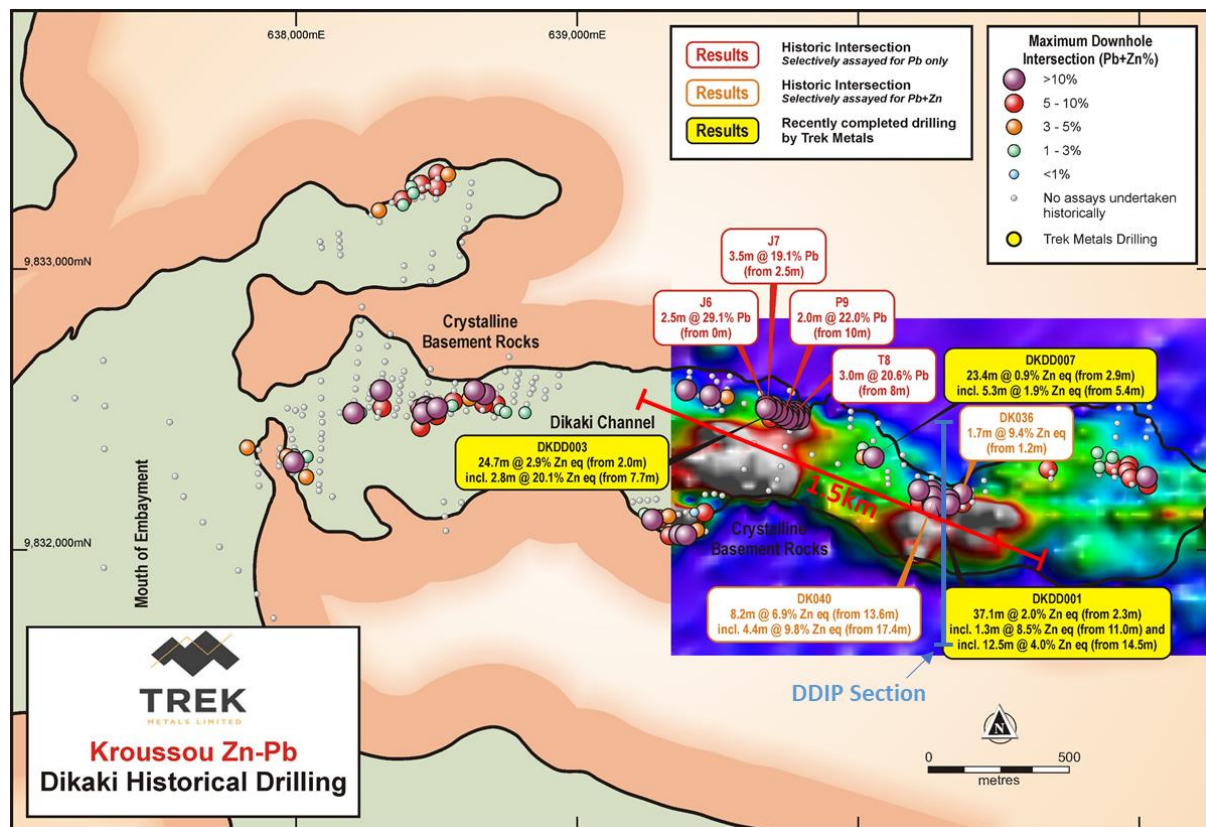 638,000mE
639,000mE
9,833,000mN
9,832,000mN
Results
Historic Intersection
Selectively assayed for Pb only
Results
Historic Intersection
Selectively assayed for Pb+Zn
Results
Recently completed drilling
by Trek Metals
Maximum Downhole
Intersection (Pb+Zn%)
>10%
5 - 10%
3 - 5%
1 - 3%
<1%
No assays undertaken
historically
Trek Metals Drilling
J7
3.5m @ 19.1% Pb
(from 2.5m)
J6
2.5m @ 29.1% Pb
(from 0m)
P9
2.0m @ 22.0% Pb
(from 10m)
T8
3.0m @ 20.6% Pb
(from 8m)
DKDD007
23.4m @ 0.9% Zn eq (from 2.9m)
incl. 5.3m @ 1.9% Zn eq (from 5.4m)
DK036
1.7m @ 9.4% Zn eq
(from 1.2m)
Crystalline
Basement Rocks
Dikaki Channel
DKDD003
24.7m @ 2.9% Zn eq (from 2.0m)
incl. 2.8m @ 20.1% Zn eq (from 7.7m)
1.5km
Crystalline
Basement Rocks
Mouth of Embayment
DK040
8.2m @ 6.9% Zn eq (from 13.6m)
incl. 4.4m @ 9.8% Zn eq (from 17.4m)
DKDD001
37.1m @ 2.0% Zn eq (from 2.3m)
incl. 1.3m @ 8.5% Zn eq (from 11.0m) and
incl. 12.5m @ 4.0% Zn eq (from 14.5m)
DDIP Section
N
0
500
metres
TREK
METALS LIMITED
Kroussou Zn-Pb
Dikaki Historical Drilling